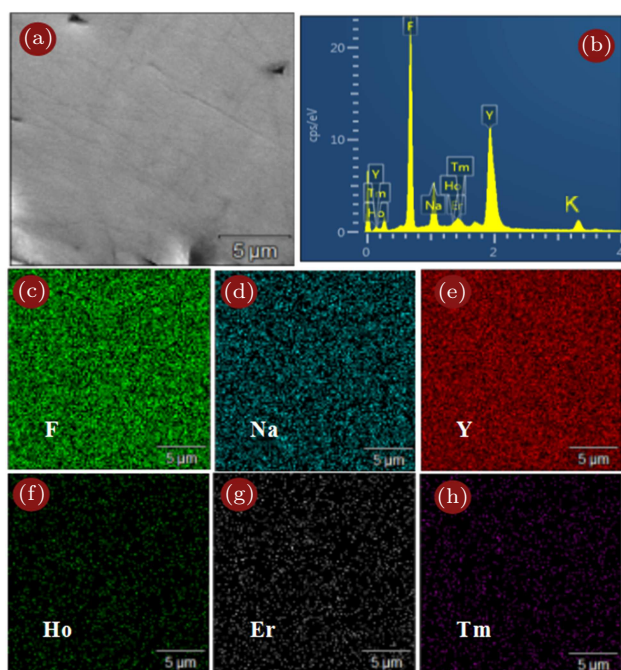 (a)
5 μm
(b)
cps/eV
20
10
0
F
Y
Y
Tm
Ho
Na
Ho
Tm
Er
K
0
2
4
(c)
F
5 μm
(d)
Na
5 μm
(e)
Y
5 μm
(f)
Ho
5 μm
(g)
Er
5 μm
(h)
Tm
5 μm